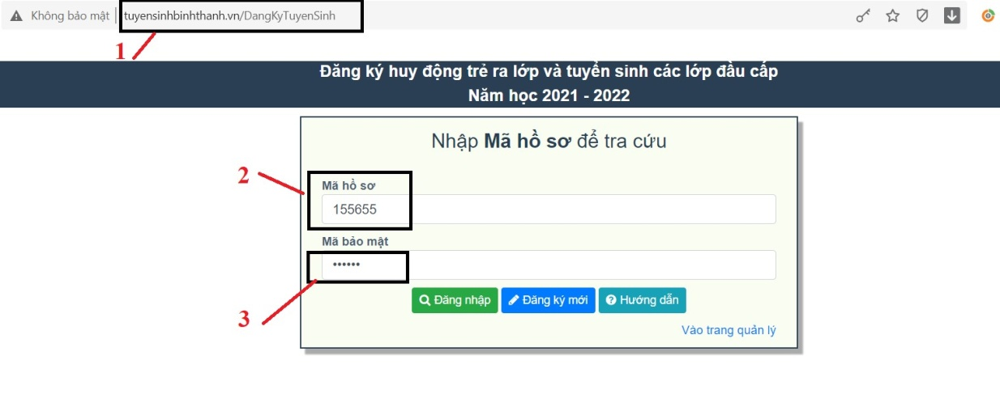 Không bảo mật tuyensinhbinhthanh.vn/DangKyTuyenSinh
1
Đăng ký huy động trẻ ra lớp và tuyển sinh các lớp đầu cấp
Năm học 2021 - 2022
Nhập Mã hồ sơ để tra cứu
2
Mã hồ sơ
155655
Mã bảo mật
••••••
3
Đăng nhập Đăng ký mới Hướng dẫn
Vào trang quản lý